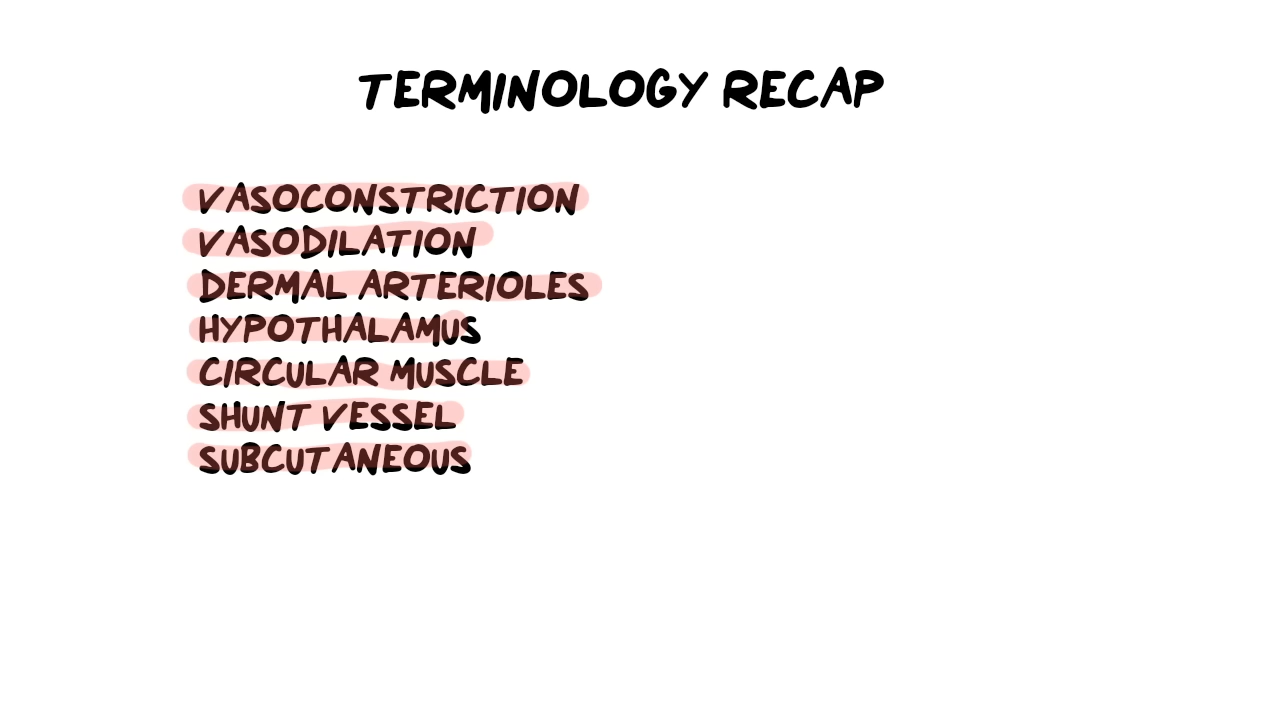 TERMINOLOGY RECAP
VASOCONSTRICTION
VASODILATION
DERMAL ARTERIOLES
HYPOTHALAMUS
CIRCULAR MUSCLE
SHUNT VESSEL
SUBCUTANEOUS